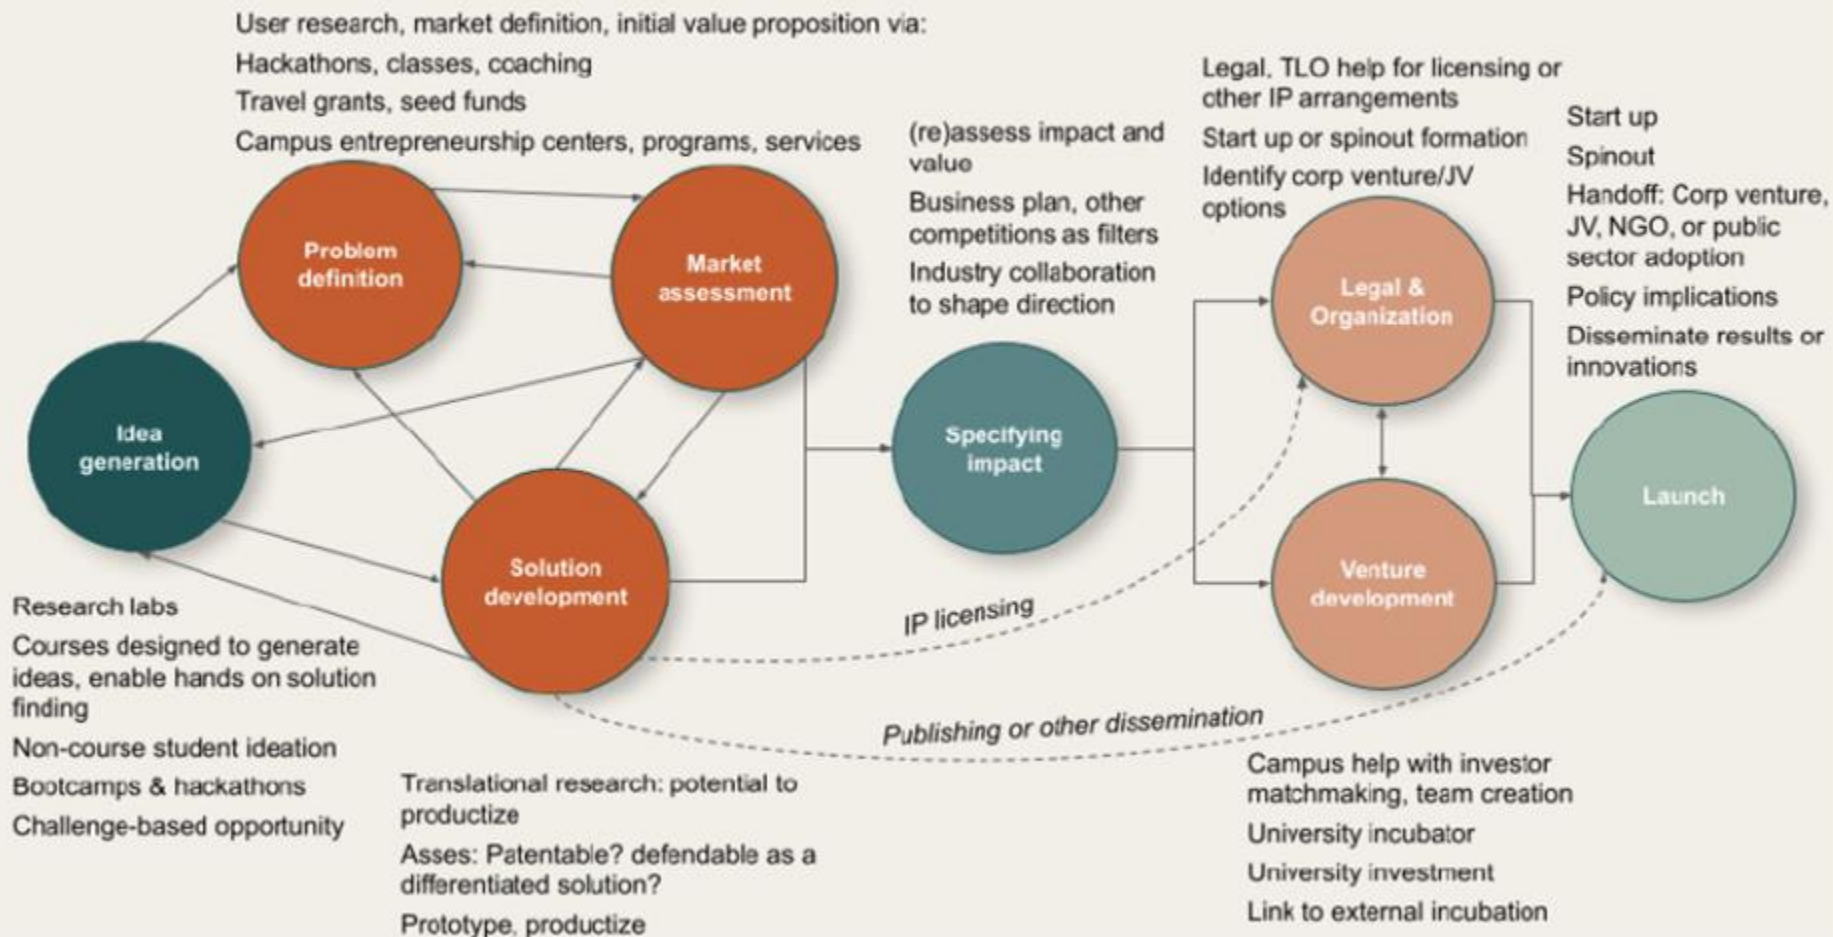 User research, market definition, initial value proposition via:
Hackathons, classes, coaching
Travel grants, seed funds
Campus entrepreneurship centers, programs, services
Problem
definition
Market
assessment
Idea
generation
Solution
development
Research labs
Courses designed to generate
ideas, enable hands on solution
finding
Non-course student ideation
Bootcamps & hackathons
Challenge-based opportunity
Translational research: potential to
productize
Asses: Patentable? defendable as a
differentiated solution?
Prototype, productize
(re)assess impact and
value
Business plan, other
competitions as filters
Industry collaboration
to shape direction
Specifying
impact
Legal, TLO help for licensing or
other IP arrangements
Start up or spinout formation
Identify corp venture/JV
options
Legal &
Organization
Venture
development
IP licensing
Publishing or other dissemination
Campus help with investor
matchmaking, team creation
University incubator
University investment
Link to external incubation
Start up
Spinout
Handoff: Corp venture,
JV, NGO, or public
sector adoption
Policy implications
Disseminate results or
innovations
Launch